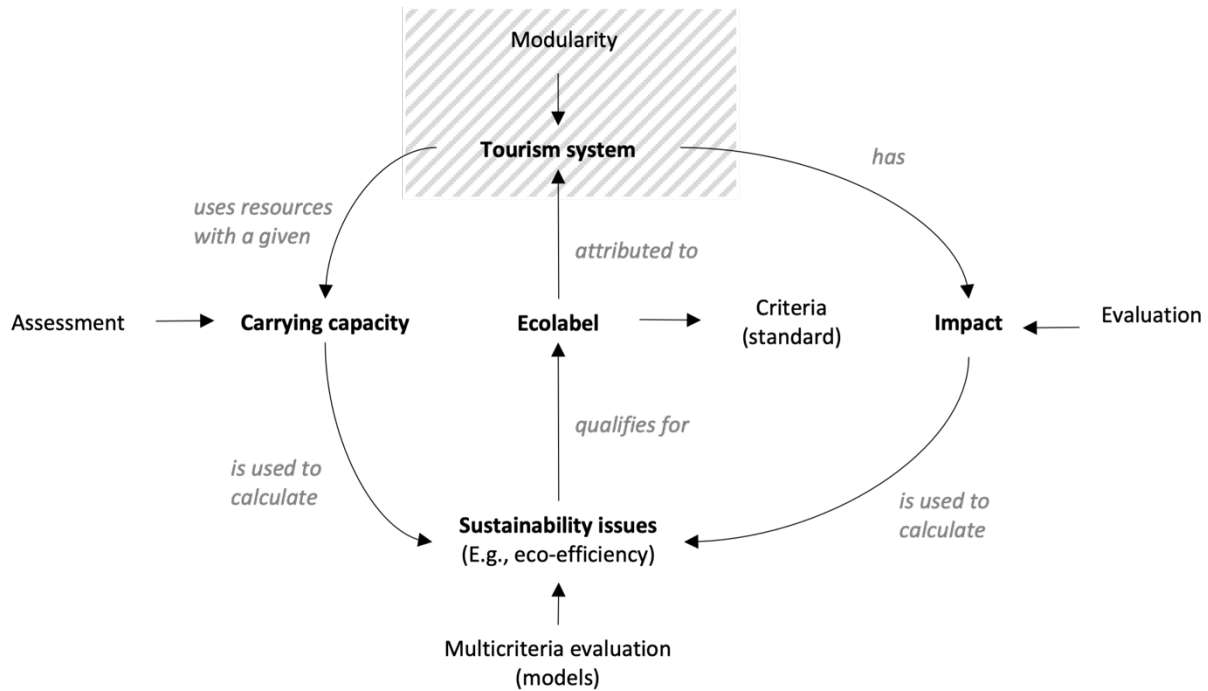 Modularity
Tourism system
has
uses resources
with a given
attributed to
Assessment
Carrying capacity
Ecolabel
Criteria
(standard)
Impact
Evaluation
qualifies for
is used to
calculate
is used to
calculate
Sustainability issues
(E.g., eco-efficiency)
Multicriteria evaluation
(models)